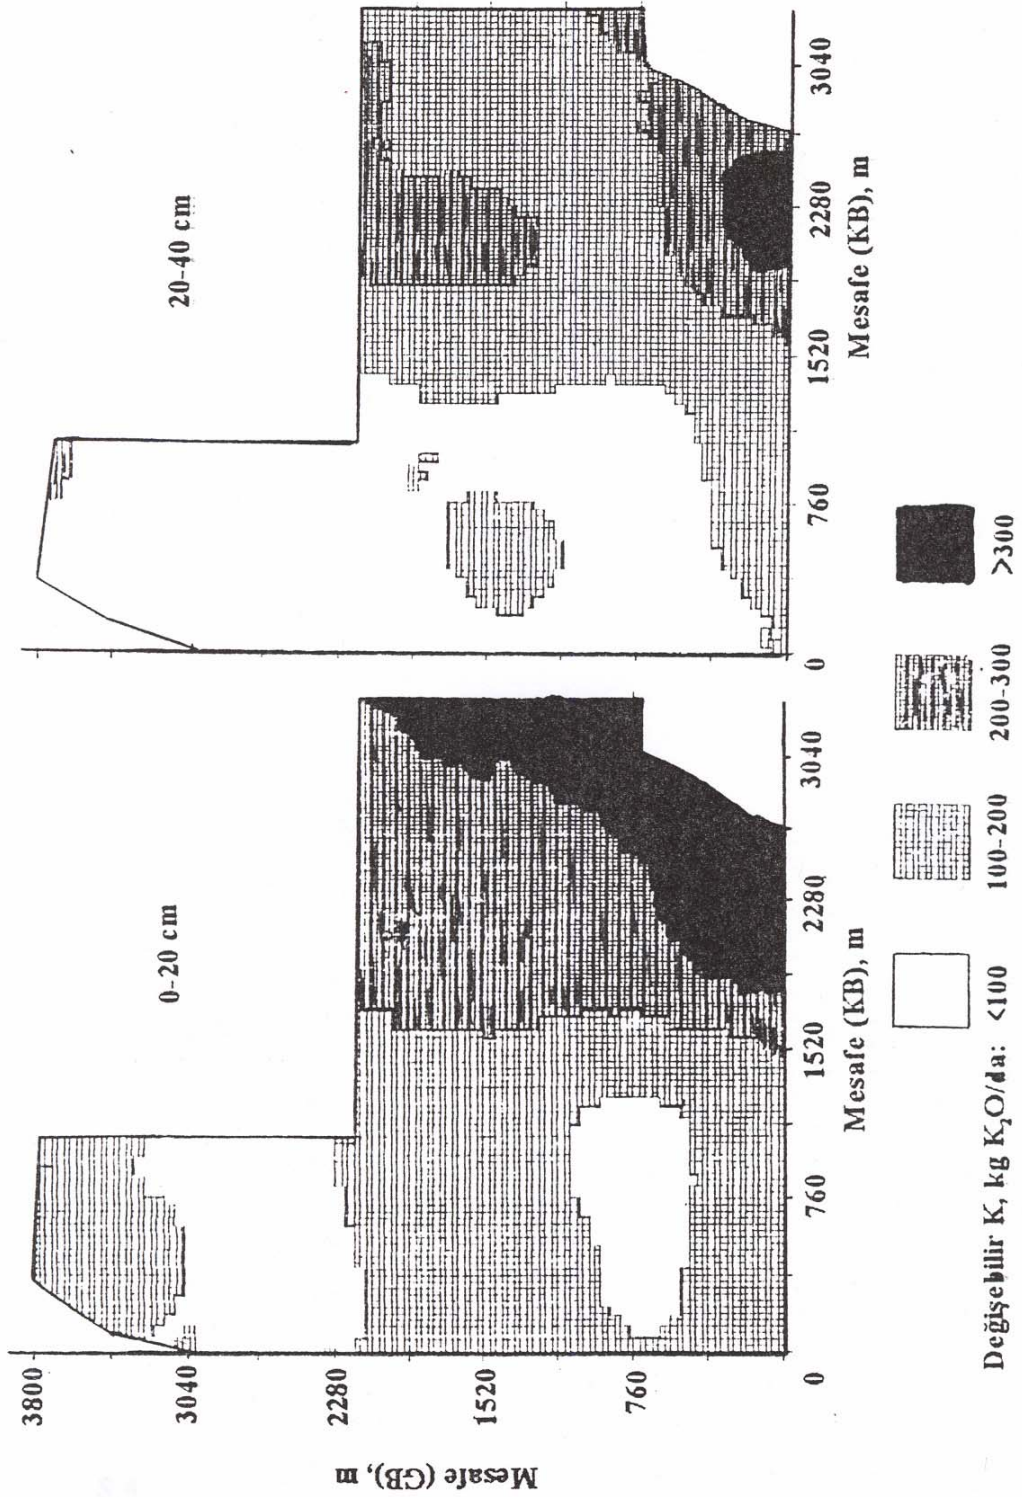 0-20 cm
20-40 cm
Mesafe (GB), m
3800
3040
2280
1520
760
0 760 1520 2280 3040
Mesafe (KB), m
0 760 1520 2280 3040
Mesafe (KB), m
Değişebilir K, kg K₂O/da: <100 100-200 200-300 >300